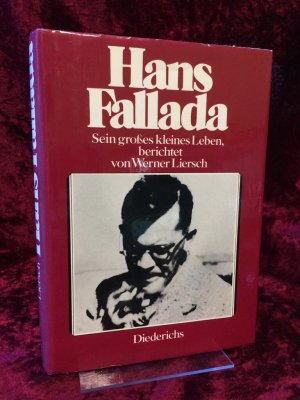 Hans
Fallada
Sein großes kleines Leben,
berichtet
von Werner Liersch
Diederichs